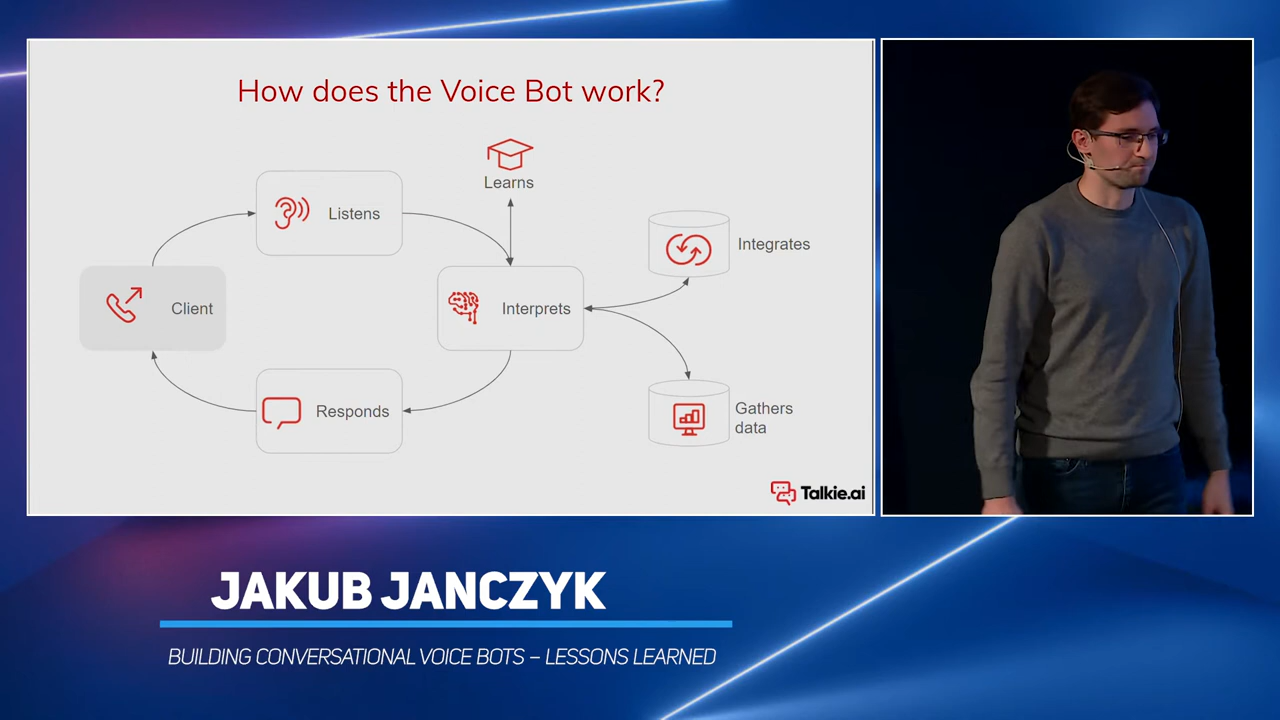 How does the Voice Bot work?
Learns
Listens
Integrates
Client
Interprets
Responds
Gathers
data
Talkie.ai
JAKUB JANCZYK
BUILDING CONVERSATIONAL VOICE BOTS – LESSONS LEARNED